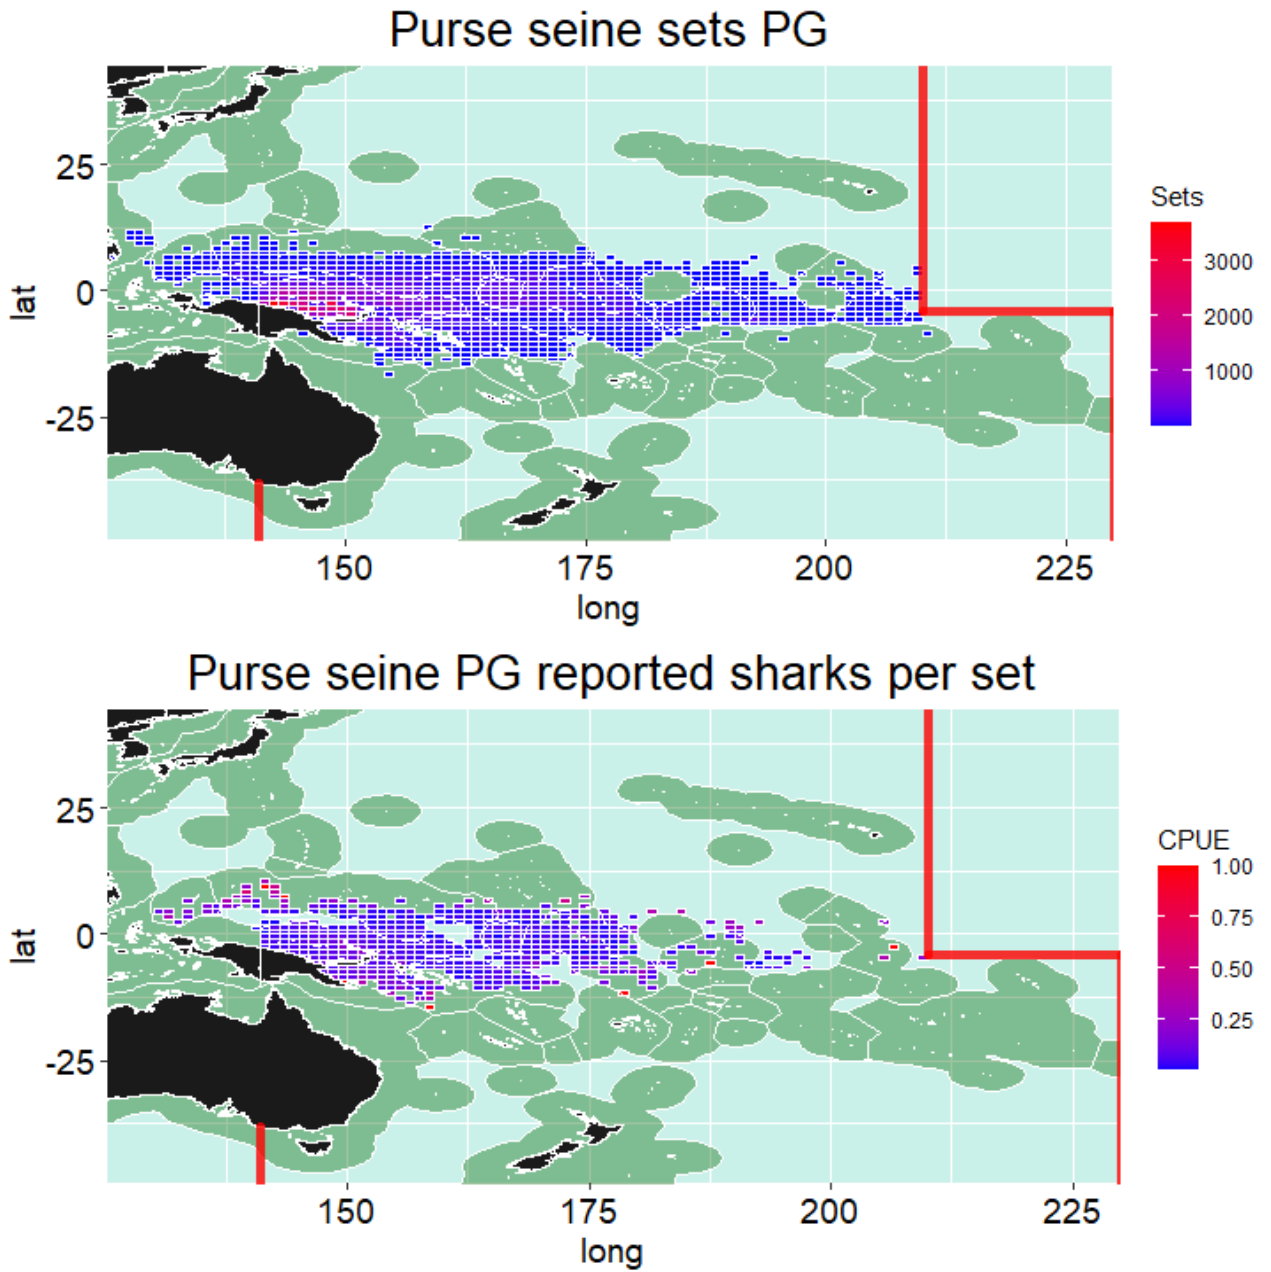 Purse seine sets PG
25
0
-25
lat
150 175 200 225
long
Sets
3000
2000
1000
Purse seine PG reported sharks per set
25
0
-25
lat
150 175 200 225
long
CPUE
1.00
0.75
0.50
0.25